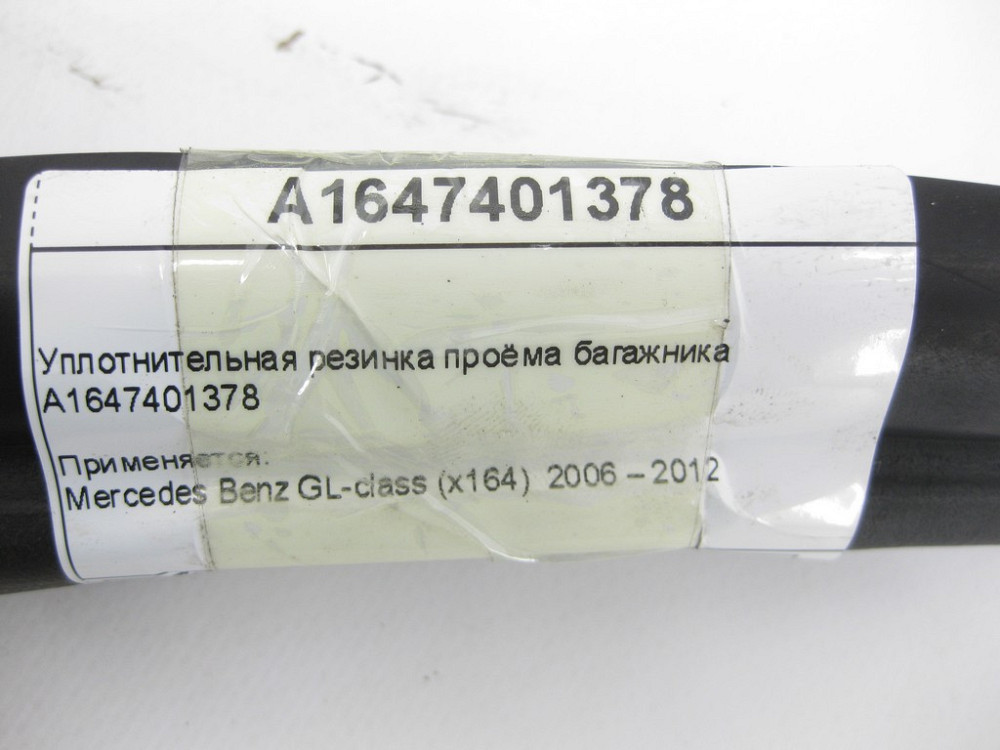 A1647401378
Уплотнительная резинка проёма багажника
A1647401378
Применяется:
Mercedes Benz GL-class (x164) 2006 – 2012